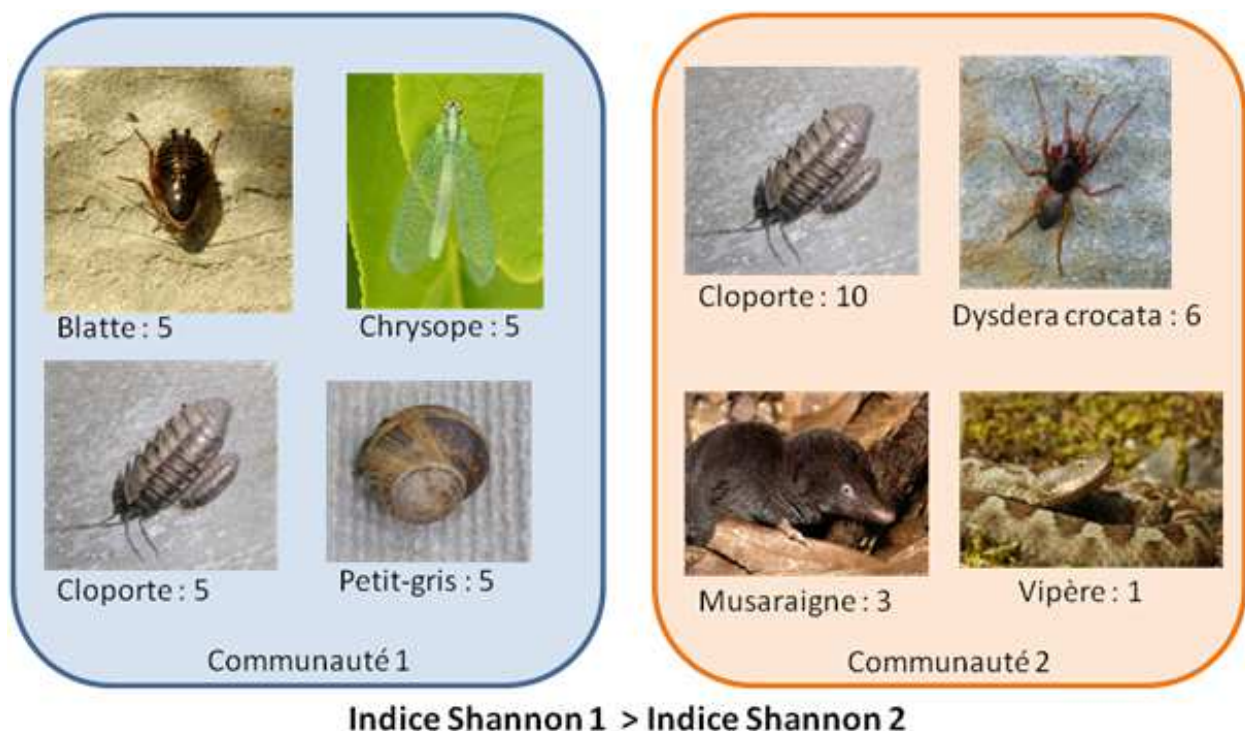 Blatte : 5
Chrysope : 5
Cloporte : 5
Petit-gris : 5
Communauté 1
Cloporte : 10
Dysdera crocata : 6
Musaraigne : 3
Vipère : 1
Communauté 2
Indice Shannon 1 > Indice Shannon 2